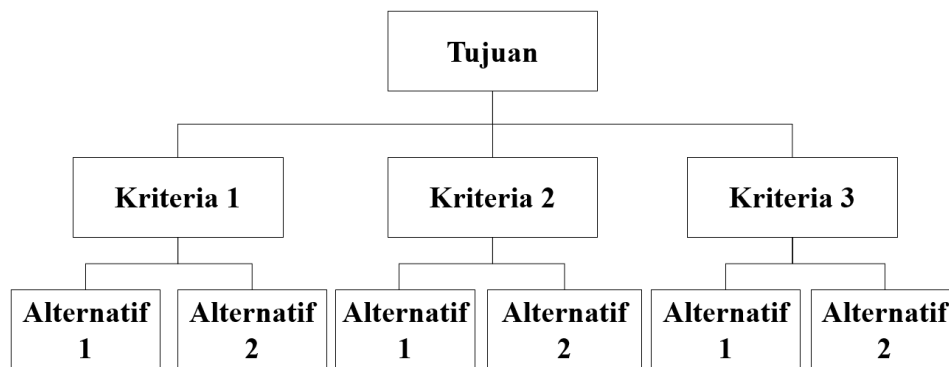 Tujuan
Kriteria 1
Kriteria 2
Kriteria 3
Alternatif
1
Alternatif
2
Alternatif
1
Alternatif
2
Alternatif
1
Alternatif
2